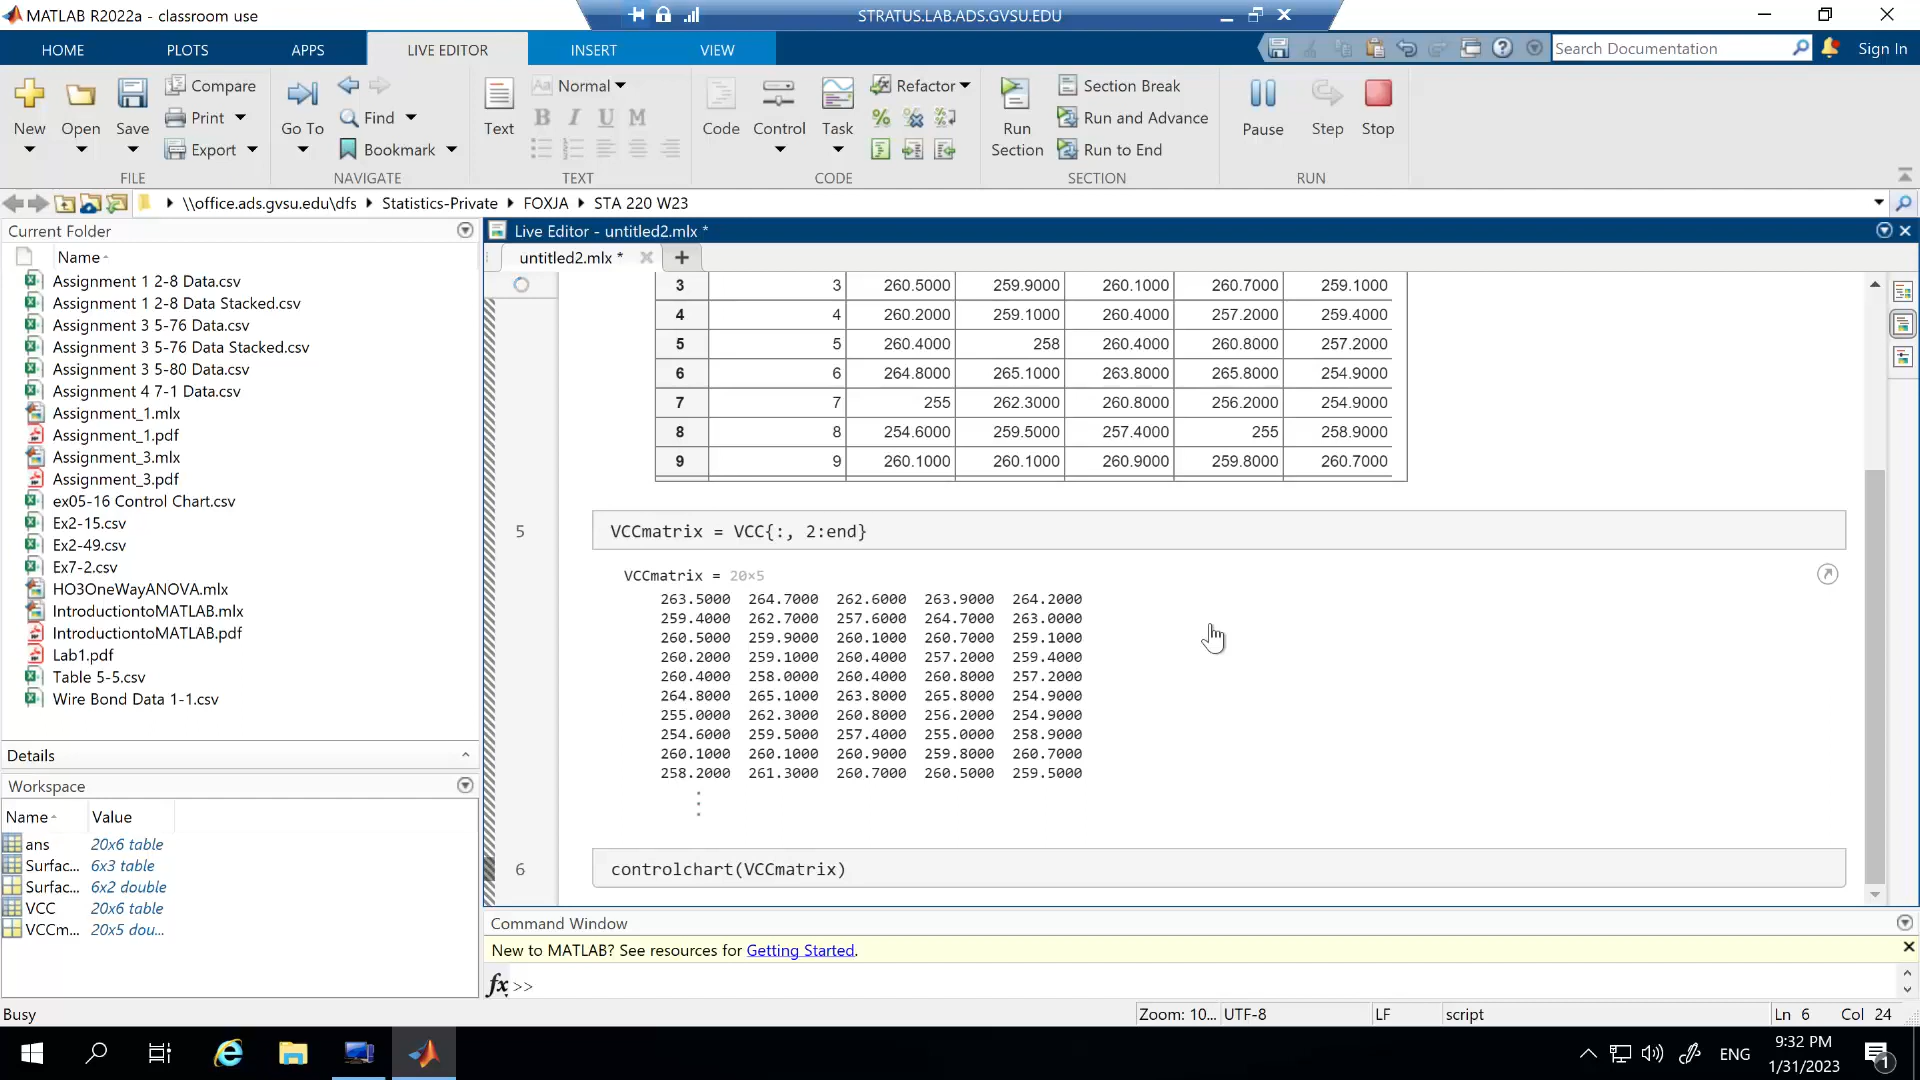 MATLAB R2022a - classroom use
STRATUS.LAB.ADS.GVSU.EDU
HOME PLOTS APPS LIVE EDITOR INSERT VIEW
Search Documentation
Sign In
New Open Save
Compare
Print
Export
FILE
Go To
Find
Bookmark
NAVIGATE
Text
Aa Normal
B I U M
TEXT
Code Control Task
Refactor
CODE
Run Section
Section Break
Run and Advance
Run to End
SECTION
Pause Step Stop
RUN
\\office.ads.gvsu.edu\dfs Statistics-Private FOXJA STA 220 W23
Current Folder
Name
Assignment 1 2-8 Data.csv
Assignment 1 2-8 Data Stacked.csv
Assignment 3 5-76 Data.csv
Assignment 3 5-76 Data Stacked.csv
Assignment 3 5-80 Data.csv
Assignment 4 7-1 Data.csv
Assignment_1.mlx
Assignment_1.pdf
Assignment_3.mlx
Assignment_3.pdf
ex05-16 Control Chart.csv
Ex2-15.csv
Ex2-49.csv
Ex7-2.csv
HO3OneWayANOVA.mlx
IntroductiontoMATLAB.mlx
IntroductiontoMATLAB.pdf
Lab1.pdf
Table 5-5.csv
Wire Bond Data 1-1.csv
Details
Workspace
Name Value
ans 20x6 table
Surfac... 6x3 table
Surfac... 6x2 double
VCC 20x6 table
VCCm... 20x5 dou...
Live Editor - untitled2.mlx *
untitled2.mlx *
3 3 260.5000 259.9000 260.1000 260.7000 259.1000
4 4 260.2000 259.1000 260.4000 257.2000 259.4000
5 5 260.4000 258 260.4000 260.8000 257.2000
6 6 264.8000 265.1000 263.8000 265.8000 254.9000
7 7 255 262.3000 260.8000 256.2000 254.9000
8 8 254.6000 259.5000 257.4000 255 258.9000
9 9 260.1000 260.1000 260.9000 259.8000 260.7000
5 VCCmatrix = VCC{:, 2:end}
VCCmatrix = 20×5
263.5000 264.7000 262.6000 263.9000 264.2000
259.4000 262.7000 257.6000 264.7000 263.0000
260.5000 259.9000 260.1000 260.7000 259.1000
260.2000 259.1000 260.4000 257.2000 259.4000
260.4000 258.0000 260.4000 260.8000 257.2000
264.8000 265.1000 263.8000 265.8000 254.9000
255.0000 262.3000 260.8000 256.2000 254.9000
254.6000 259.5000 257.4000 255.0000 258.9000
260.1000 260.1000 260.9000 259.8000 260.7000
258.2000 261.3000 260.7000 260.5000 259.5000
⋮
6 controlchart(VCCmatrix)
Command Window
New to MATLAB? See resources for Getting Started.
fx >>
Busy
Zoom: 10... UTF-8 LF script Ln 6 Col 24
ENG
9:32 PM
1/31/2023
1